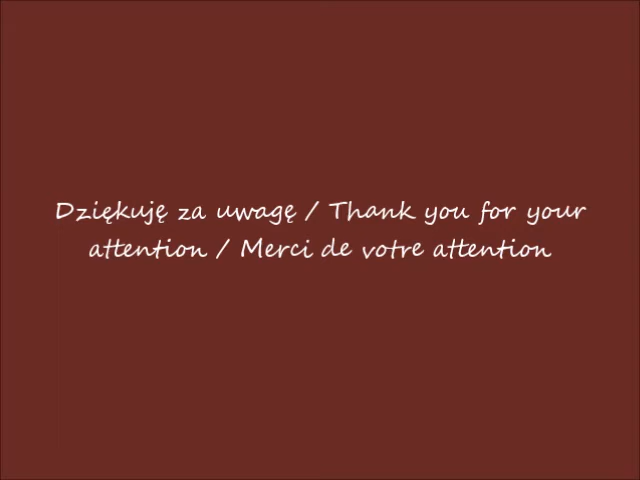 Dziękuję za uwagę / Thank you for your
attention / Merci de votre attention